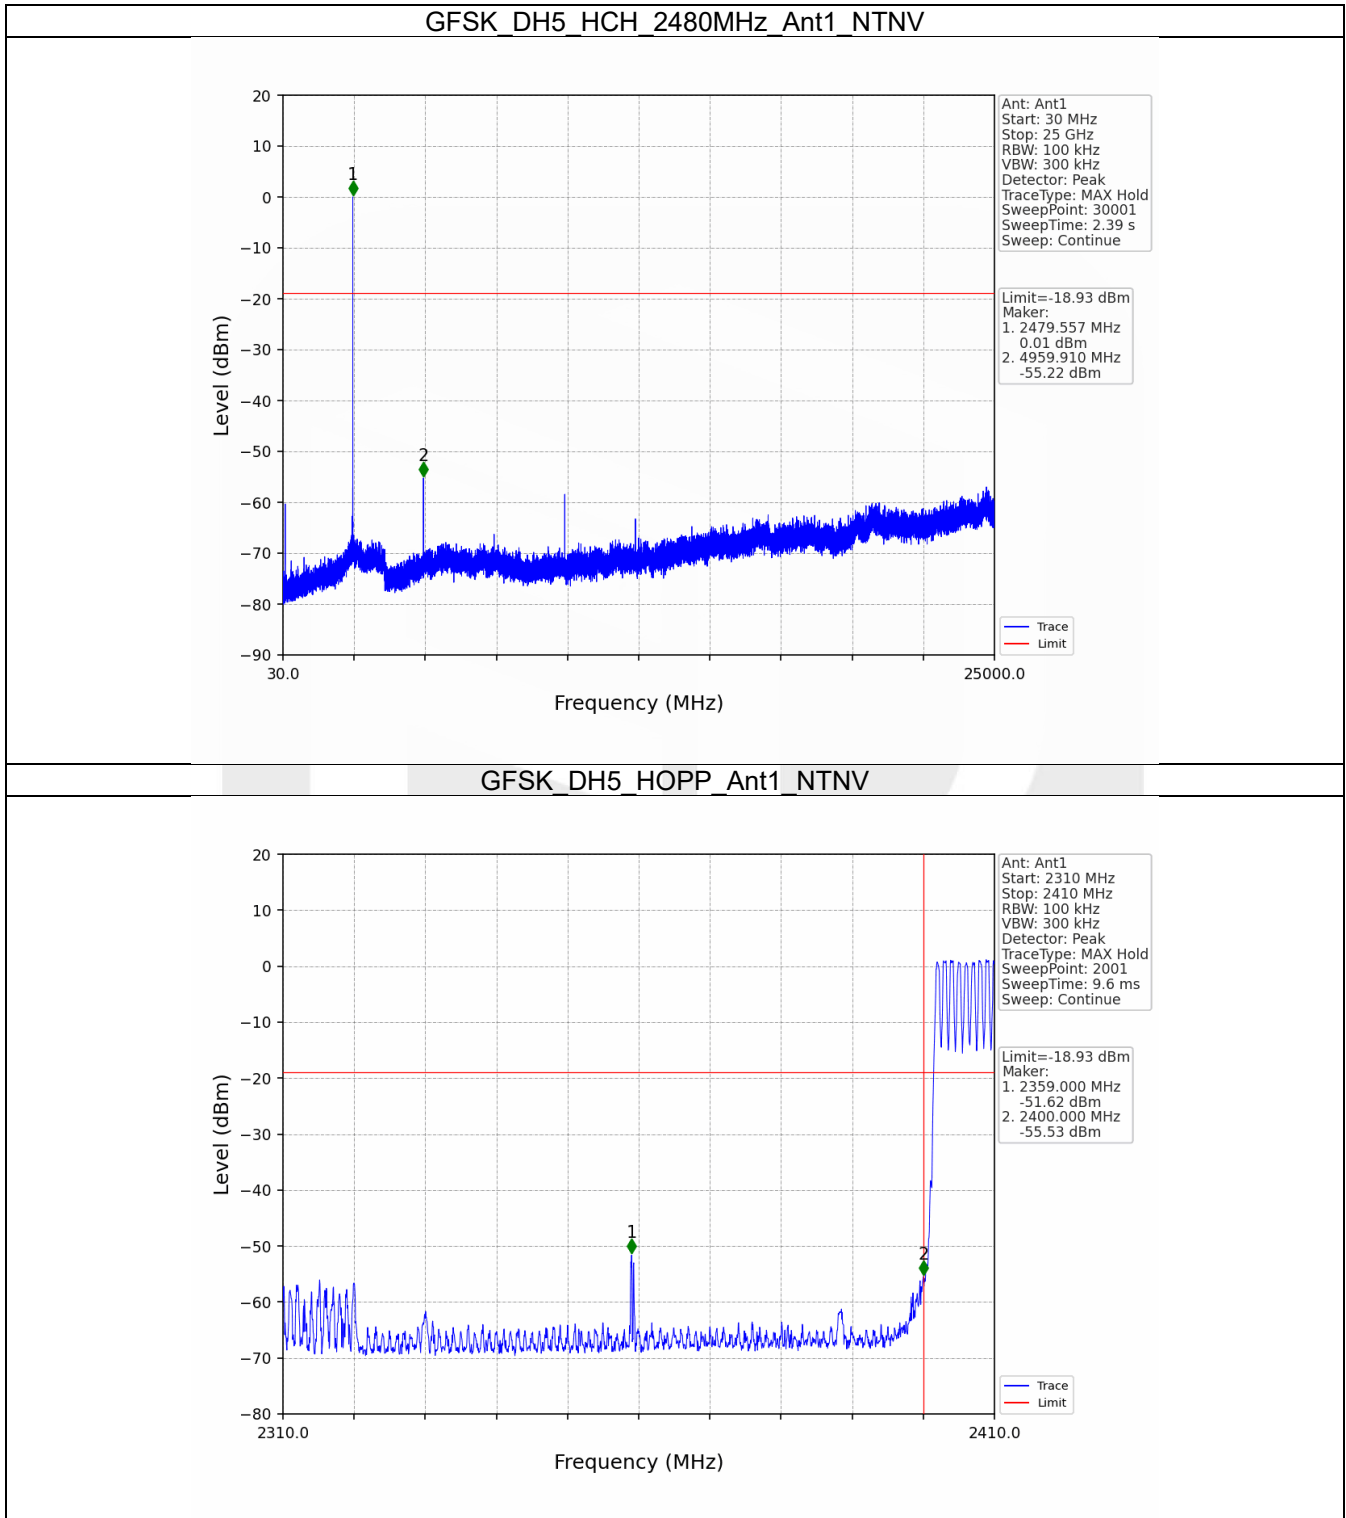 GFSK_DH5_HCH_2480MHz_Ant1_NTNV
20
10
0
−10
−20
−30
−40
−50
−60
−70
−80
−90
Level (dBm)
1
2
30.0
25000.0
Frequency (MHz)
Ant: Ant1
Start: 30 MHz
Stop: 25 GHz
RBW: 100 kHz
VBW: 300 kHz
Detector: Peak
TraceType: MAX Hold
SweepPoint: 30001
SweepTime: 2.39 s
Sweep: Continue
Limit=-18.93 dBm
Maker:
1. 2479.557 MHz
0.01 dBm
2. 4959.910 MHz
-55.22 dBm
Trace
Limit
GFSK_DH5_HOPP_Ant1_NTNV
20
10
0
−10
−20
−30
−40
−50
−60
−70
−80
Level (dBm)
1
2
2310.0
2410.0
Frequency (MHz)
Ant: Ant1
Start: 2310 MHz
Stop: 2410 MHz
RBW: 100 kHz
VBW: 300 kHz
Detector: Peak
TraceType: MAX Hold
SweepPoint: 2001
SweepTime: 9.6 ms
Sweep: Continue
Limit=-18.93 dBm
Maker:
1. 2359.000 MHz
-51.62 dBm
2. 2400.000 MHz
-55.53 dBm
Trace
Limit